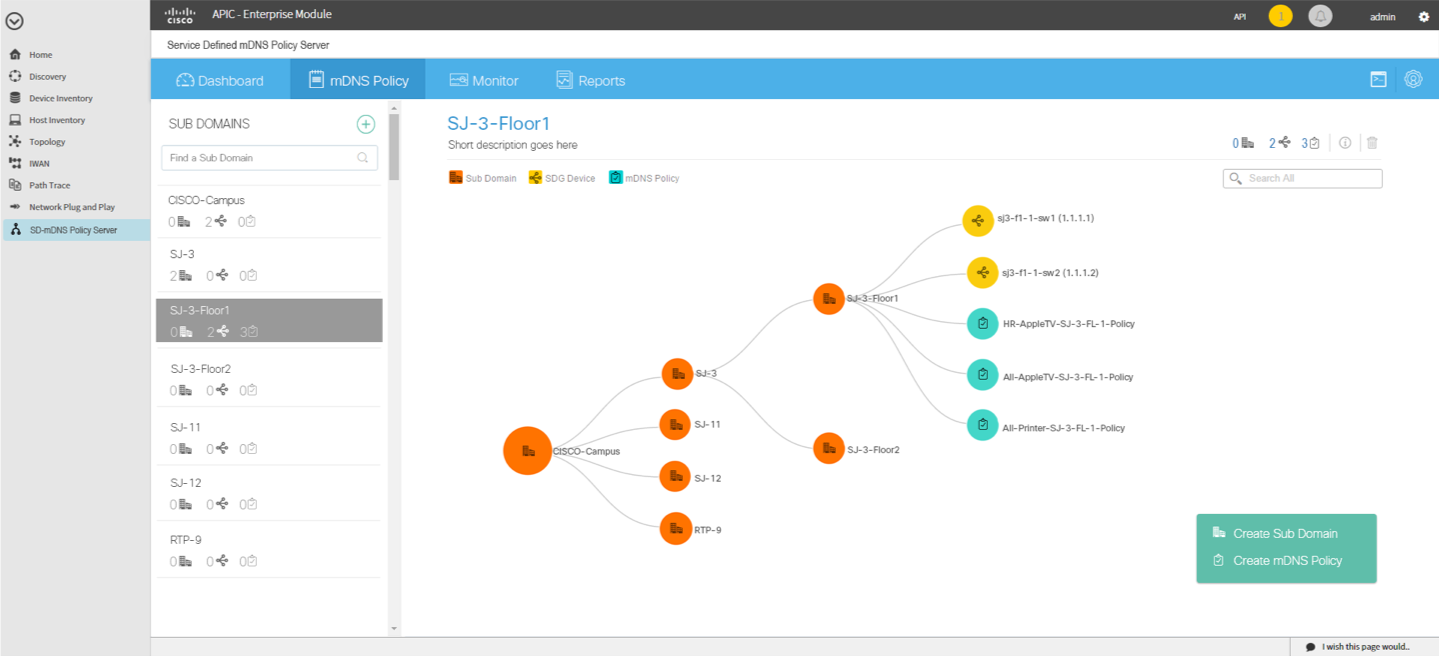 CISCO
APIC - Enterprise Module
API
1
admin
Service Defined mDNS Policy Server
Home
Discovery
Device Inventory
Host Inventory
Topology
IWAN
Path Trace
Network Plug and Play
SD-mDNS Policy Server
Dashboard
mDNS Policy
Monitor
Reports
SUB DOMAINS
Find a Sub Domain
CISCO-Campus
0 2 0
SJ-3
2 0 0
SJ-3-Floor1
0 2 3
SJ-3-Floor2
0 0 0
SJ-11
0 0 0
SJ-12
0 0 0
RTP-9
0 0 0
SJ-3-Floor1
Short description goes here
0 2 3
Sub Domain SDG Device mDNS Policy
Search All
sj3-f1-1-sw1 (1.1.1.1)
sj3-f1-1-sw2 (1.1.1.2)
SJ-3-Floor1
HR-AppleTV-SJ-3-FL-1-Policy
SJ-3
All-AppleTV-SJ-3-FL-1-Policy
SJ-11
All-Printer-SJ-3-FL-1-Policy
CISCO-Campus
SJ-3-Floor2
SJ-12
RTP-9
Create Sub Domain
Create mDNS Policy
I wish this page would..